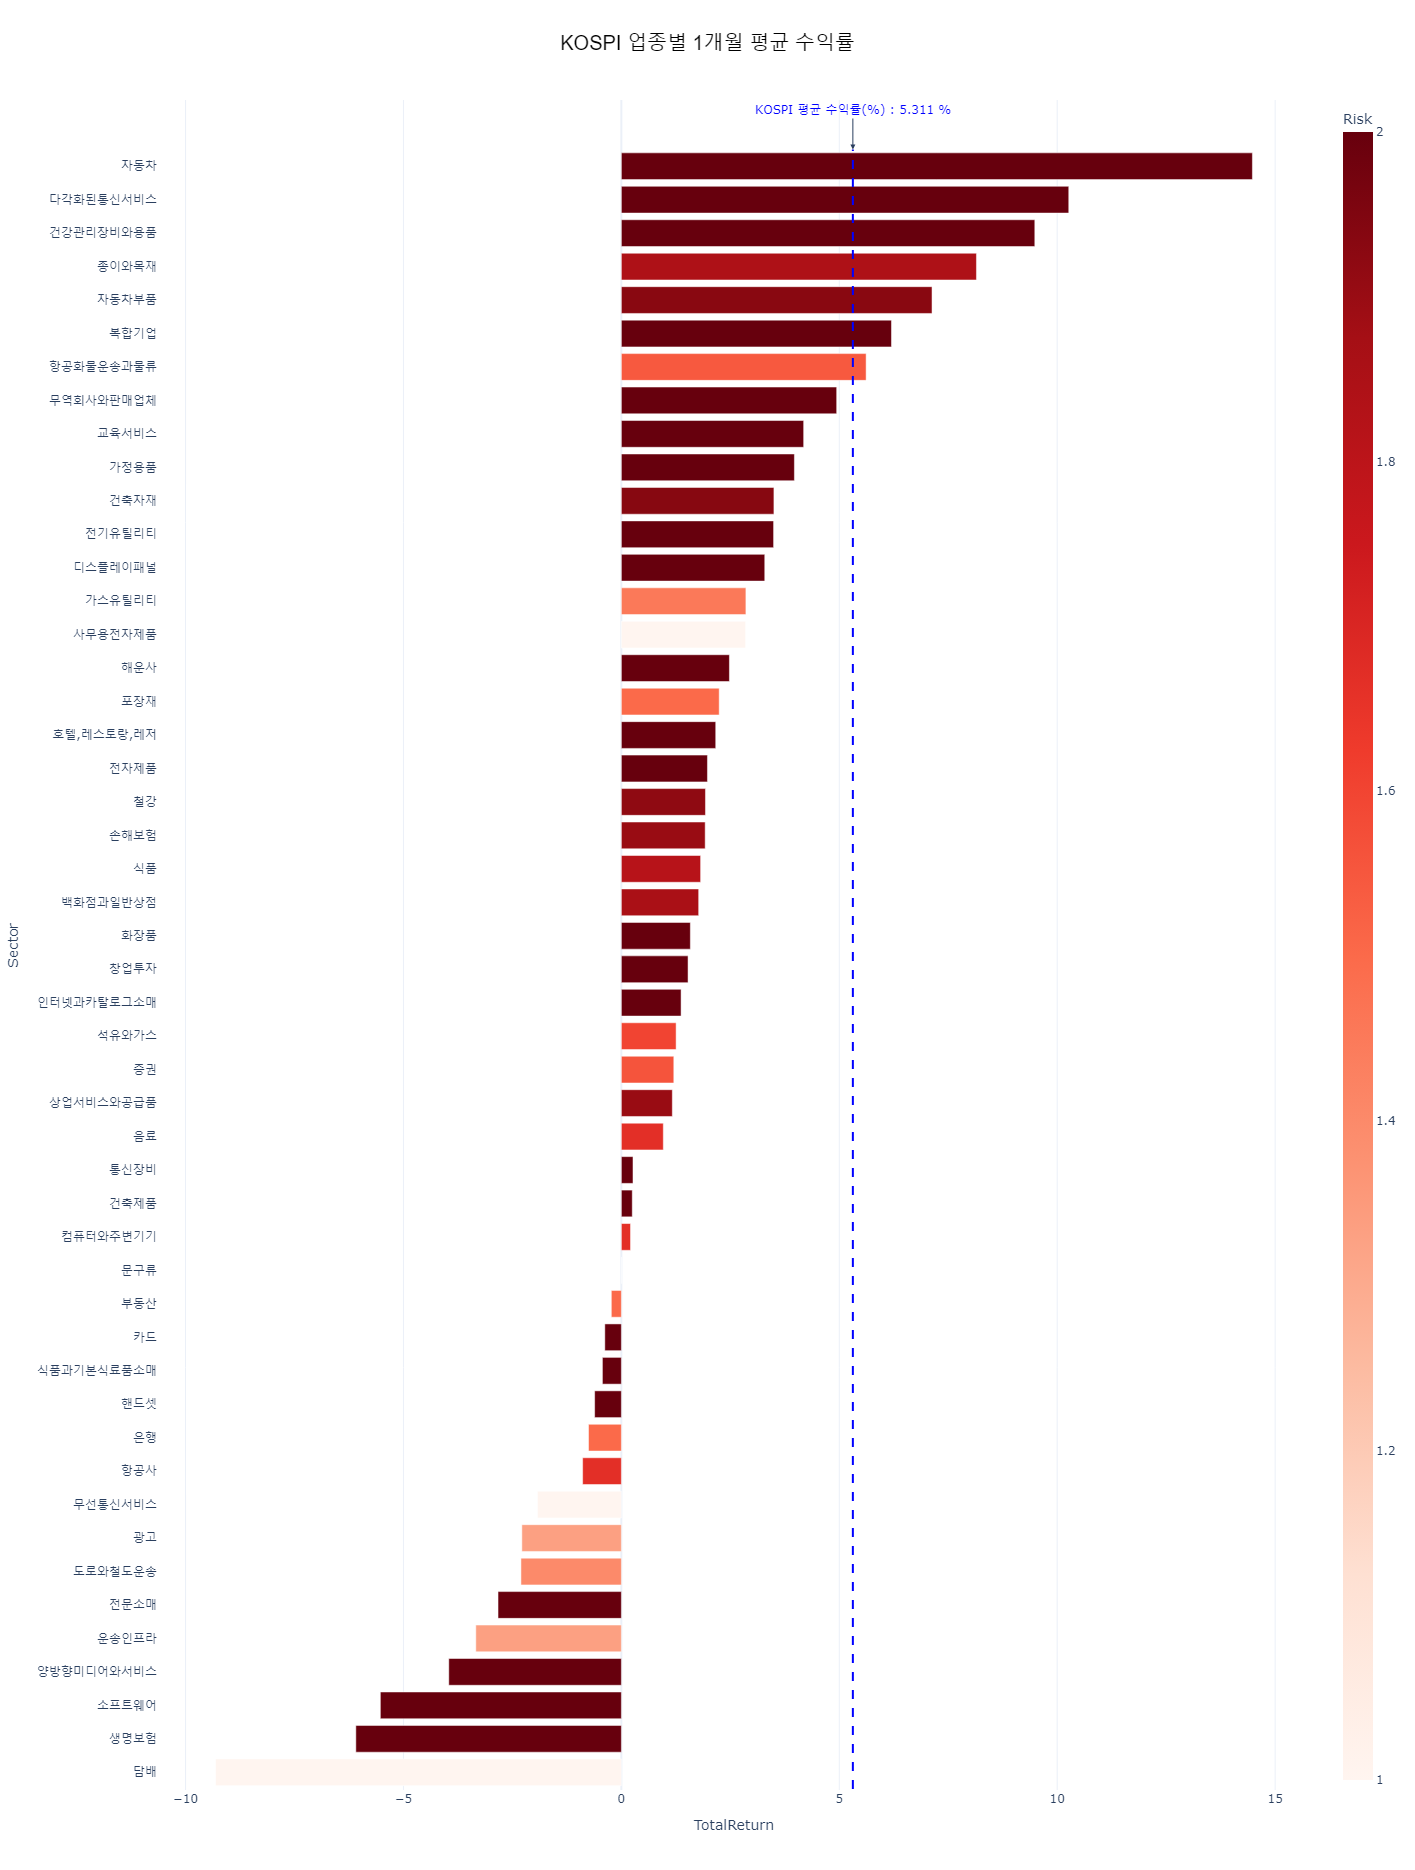 KOSPI 업종별 1개월 평균 수익률
KOSPI 평균 수익률(%) : 5.311 %
Risk
2
1.8
1.6
1.4
1.2
1
Sector
자동차
다각화된통신서비스
건강관리장비와용품
종이와목재
자동차부품
복합기업
항공화물운송과물류
무역회사와판매업체
교육서비스
가정용품
건축자재
전기유틸리티
디스플레이패널
가스유틸리티
사무용전자제품
해운사
포장재
호텔,레스토랑,레저
전자제품
철강
손해보험
식품
백화점과일반상점
화장품
창업투자
인터넷과카탈로그소매
석유와가스
증권
상업서비스와공급품
음료
통신장비
건축제품
컴퓨터와주변기기
문구류
부동산
카드
식품과기본식료품소매
핸드셋
은행
항공사
무선통신서비스
광고
도로와철도운송
전문소매
운송인프라
양방향미디어와서비스
소프트웨어
생명보험
담배
−10 −5 0 5 10 15
TotalReturn